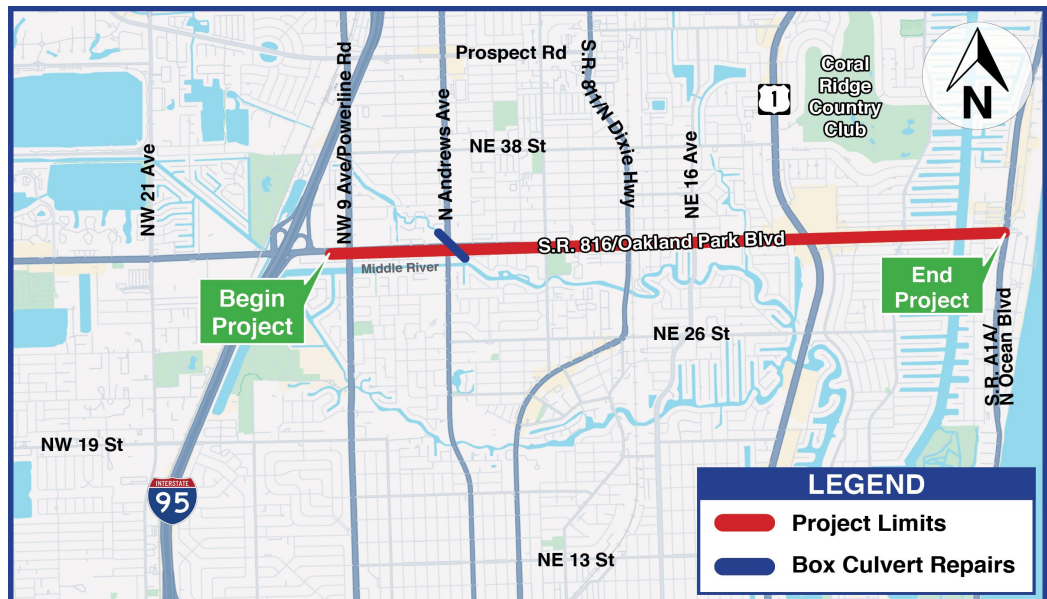 Prospect Rd
NW 9 Ave/Powerline Rd
N Andrews Ave
S.R. 811/N Dixie Hwy
1
Coral
Ridge
Country
Club
N
NE 38 St
NW 21 Ave
NE 16 Ave
S.R. 816/Oakland Park Blvd
Middle River
Begin
Project
End
Project
NE 26 St
S.R. A1A/
N Ocean Blvd
NW 19 St
INTERSTATE
95
NE 13 St
LEGEND
Project Limits
Box Culvert Repairs